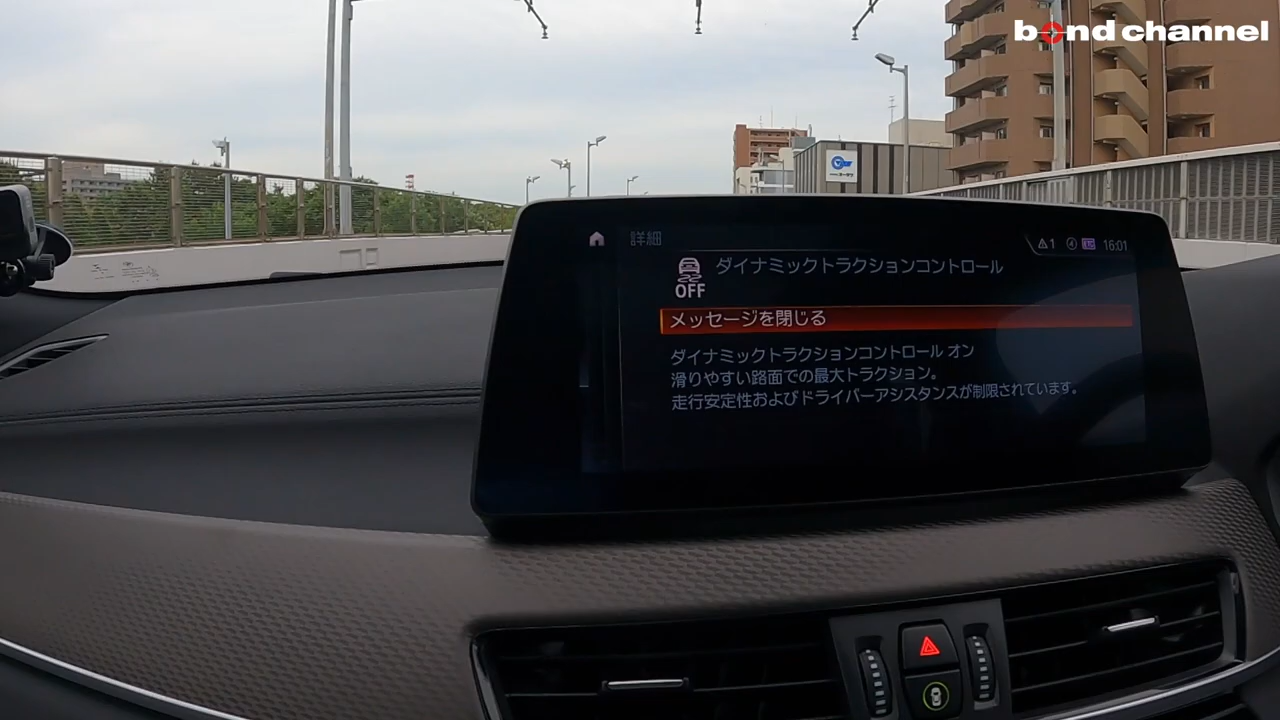 bond channel
詳細
1
16:01
ダイナミックトラクションコントロール
OFF
メッセージを閉じる
ダイナミックトラクションコントロール オン
滑りやすい路面での最大トラクション。
走行安定性およびドライバーアシスタンスが制限されています。